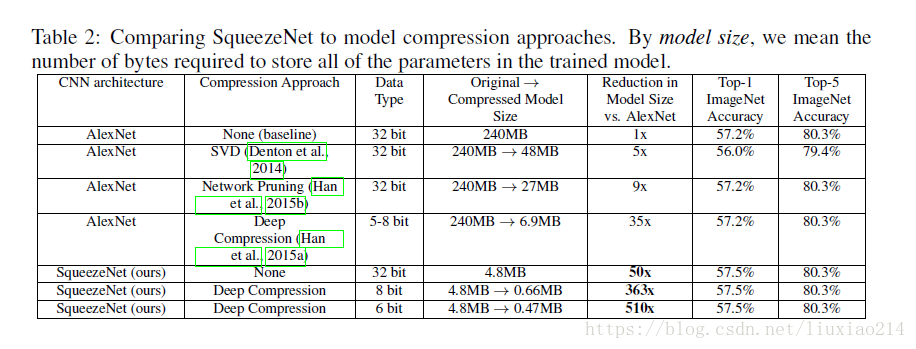 Table 2: Comparing SqueezeNet to model compression approaches. By model size, we mean the
number of bytes required to store all of the parameters in the trained model.
CNN architecture Compression Approach Data Type Original → Compressed Model Size Reduction in Model Size vs. AlexNet Top-1 ImageNet Accuracy Top-5 ImageNet Accuracy
AlexNet None (baseline) 32 bit 240MB 1x 57.2% 80.3%
AlexNet SVD (Denton et al., 2014) 32 bit 240MB → 48MB 5x 56.0% 79.4%
AlexNet Network Pruning (Han et al., 2015b) 32 bit 240MB → 27MB 9x 57.2% 80.3%
AlexNet Deep Compression (Han et al., 2015a) 5-8 bit 240MB → 6.9MB 35x 57.2% 80.3%
SqueezeNet (ours) None 32 bit 4.8MB 50x 57.5% 80.3%
SqueezeNet (ours) Deep Compression 8 bit 4.8MB → 0.66MB 363x 57.5% 80.3%
SqueezeNet (ours) Deep Compression 6 bit 4.8MB → 0.47MB 510x 57.5% 80.3%
https://blog.csdn.net/liuxiao214